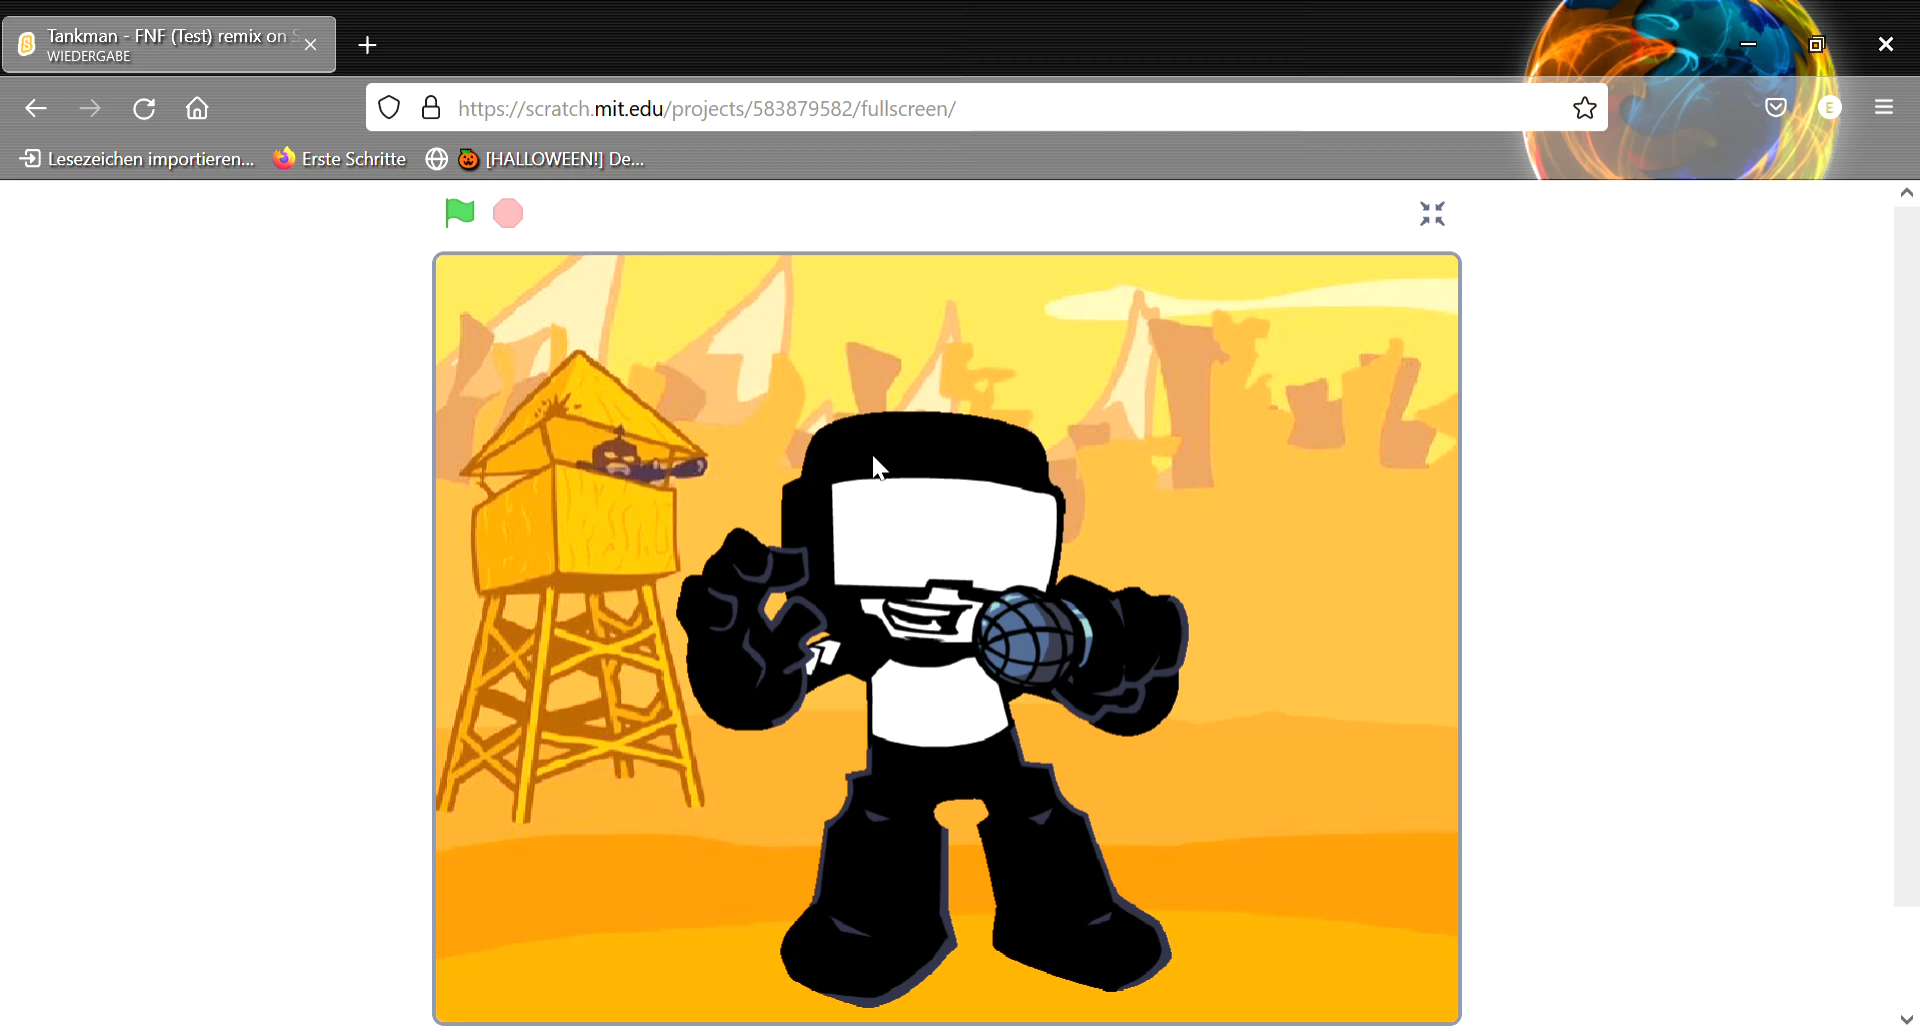 Tankman - FNF (Test) remix on S
WIEDERGABE
https://scratch.mit.edu/projects/583879582/fullscreen/
E
Lesezeichen importieren... Erste Schritte [HALLOWEEN!] De...